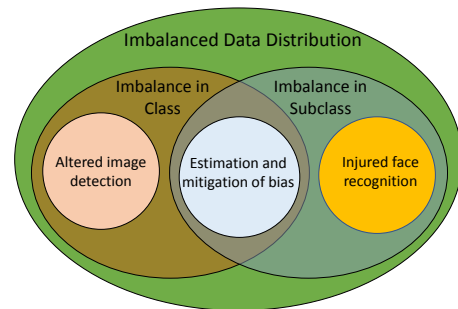 Imbalanced Data Distribution
Imbalance in
Class
Imbalance in
Subclass
Altered image
detection
Estimation and
mitigation of bias
Injured face
recognition